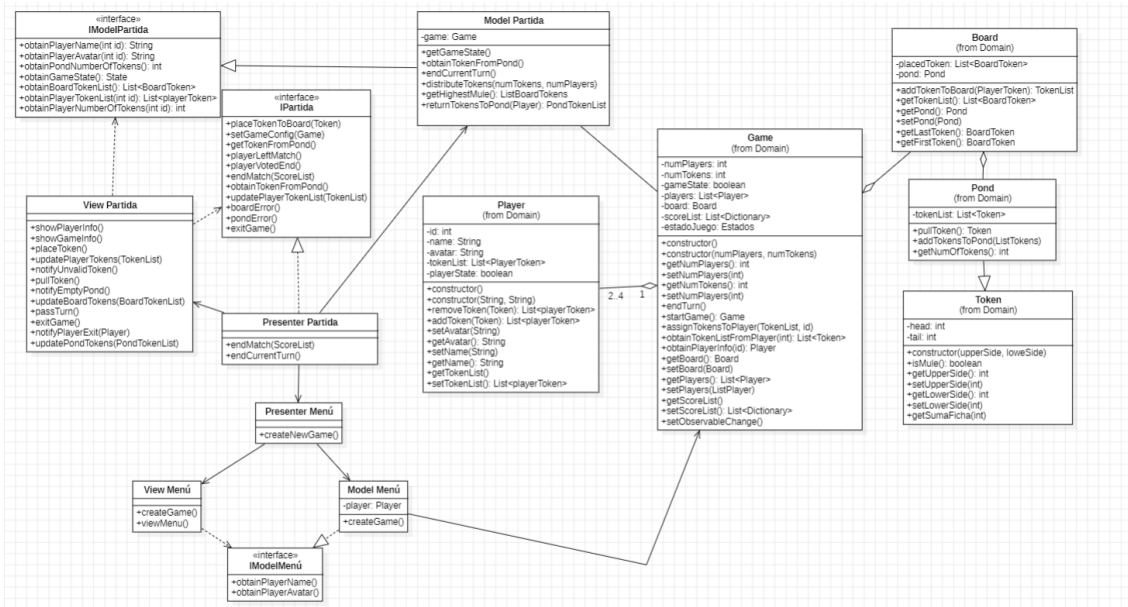 «interface»
IModelPartida
+obtainPlayerName(int id): String
+obtainPlayerAvatar(int id): String
+obtainPondNumberOfTokens(): int
+obtainGameState(): State
+obtainBoardTokenList(): List<BoardToken>
+obtainPlayerTokenList(int id): List<playerToken>
+obtainPlayerNumberOfTokens(int id): int
«interface»
IPartida
+placeTokenToBoard(Token)
+setGameConfig(Game)
+getTokenFromPond()
+playerLeftMatch()
+playerVotedEnd()
+endMatch(ScoreList)
+obtainTokenFromPond()
+updatePlayerTokenList(TokenList)
+boardError()
+pondError()
+exitGame()
Model Partida
-game: Game
+getGameState()
+obtainTokenFromPond()
+endCurrentTurn()
+distributeTokens(numTokens, numPlayers)
+getHighestMule(): ListBoardTokens
+returnTokensToPond(Player): PondTokenList
Board
(from Domain)
-placedToken: List<BoardToken>
-pond: Pond
+addTokenToBoard(PlayerToken): TokenList
+getTokenList(): List<BoardToken>
+getPond(): Pond
+setPond(Pond)
+getLastToken(): BoardToken
+getFirstToken(): BoardToken
View Partida
+showPlayerInfo()
+showGameInfo()
+placeToken()
+updatePlayerTokens(TokenList)
+notifyUnvalidToken()
+pullToken()
+notifyEmptyPond()
+updateBoardTokens(BoardTokenList)
+passTurn()
+exitGame()
+notifyPlayerExit(Player)
+updatePondTokens(PondTokenList)
Player
(from Domain)
-id: int
-name: String
-avatar: String
-tokenList: List<PlayerToken>
-playerState: boolean
+constructor()
+constructor(String, String)
+removeToken(Token): List<playerToken>
+addToken(Token): List<playerToken>
+setAvatar(String)
+getAvatar(): String
+setName(String)
+getName(): String
+getTokenList()
+setTokenList(): List<playerToken>
2..4
1
Game
(from Domain)
-numPlayers: int
-numTokens: int
-gameState: boolean
-players: List<Player>
-board: Board
-scoreList: List<Dictionary>
-estadoJuego: Estados
+constructor()
+constructor(numPlayers, numTokens)
+getNumPlayers(): int
+setNumPlayers(int)
+getNumTokens(): int
+setNumPlayers(int)
+endTurn()
+startGame(): Game
+assignTokensToPlayer(TokenList, id)
+obtainTokenListFromPlayer(int): List<Token>
+obtainPlayerInfo(id): Player
+getBoard(): Board
+setBoard(Board)
+getPlayers(): List<Player>
+setPlayers(ListPlayer)
+getScoreList()
+setScoreList(): List<Dictionary>
+setObservableChange()
Pond
(from Domain)
-tokenList: List<Token>
+pullToken(): Token
+addTokensToPond(ListTokens)
+getNumOfTokens(): int
Token
(from Domain)
-head: int
-tail: int
+constructor(upperSide, loweSide)
+isMule(): boolean
+getUpperSide(): int
+setUpperSide(int)
+getLowerSide(): int
+setLowerSide(int)
+getSumaFicha(int)
Presenter Partida
+endMatch(ScoreList)
+endCurrentTurn()
Presenter Menú
+createNewGame()
View Menú
+createGame()
+viewMenu()
Model Menú
-player: Player
+createGame()
«interface»
IModelMenú
+obtainPlayerName()
+obtainPlayerAvatar()